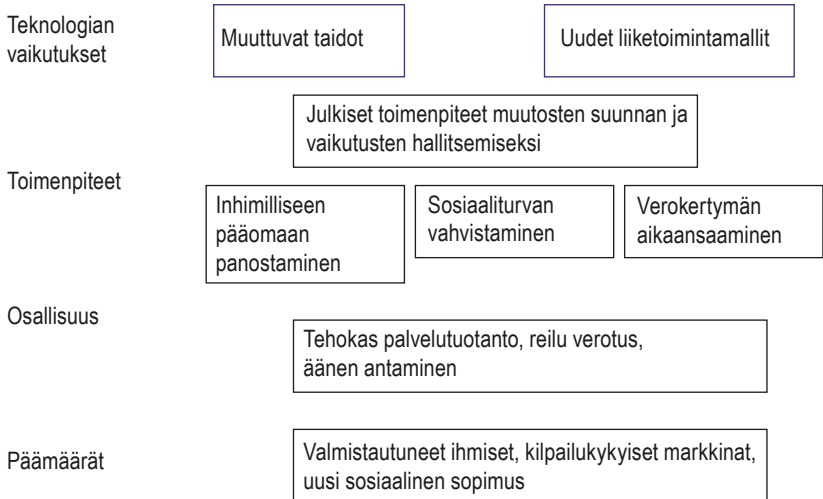 Teknologian
vaikutukset
Muuttuvat taidot
Uudet liiketoimintamallit
Julkiset toimenpiteet muutosten suunnan ja
vaikutusten hallitsemiseksi
Toimenpiteet
Inhimilliseen
pääomaan
panostaminen
Sosiaaliturvan
vahvistaminen
Verokertymän
aikaansaaminen
Osallisuus
Tehokas palvelutuotanto, reilu verotus,
äänen antaminen
Päämäärät
Valmistautuneet ihmiset, kilpailukykyiset markkinat,
uusi sosiaalinen sopimus